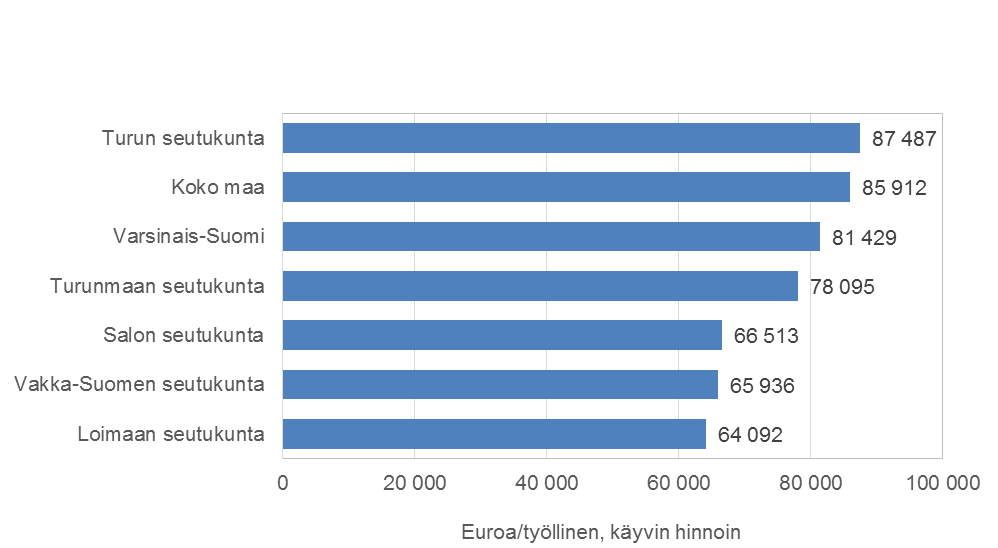 Turun seutukunta 87 487
Koko maa 85 912
Varsinais-Suomi 81 429
Turunmaan seutukunta 78 095
Salon seutukunta 66 513
Vakka-Suomen seutukunta 65 936
Loimaan seutukunta 64 092
0 20 000 40 000 60 000 80 000 100 000
Euroa/työllinen, käyvin hinnoin